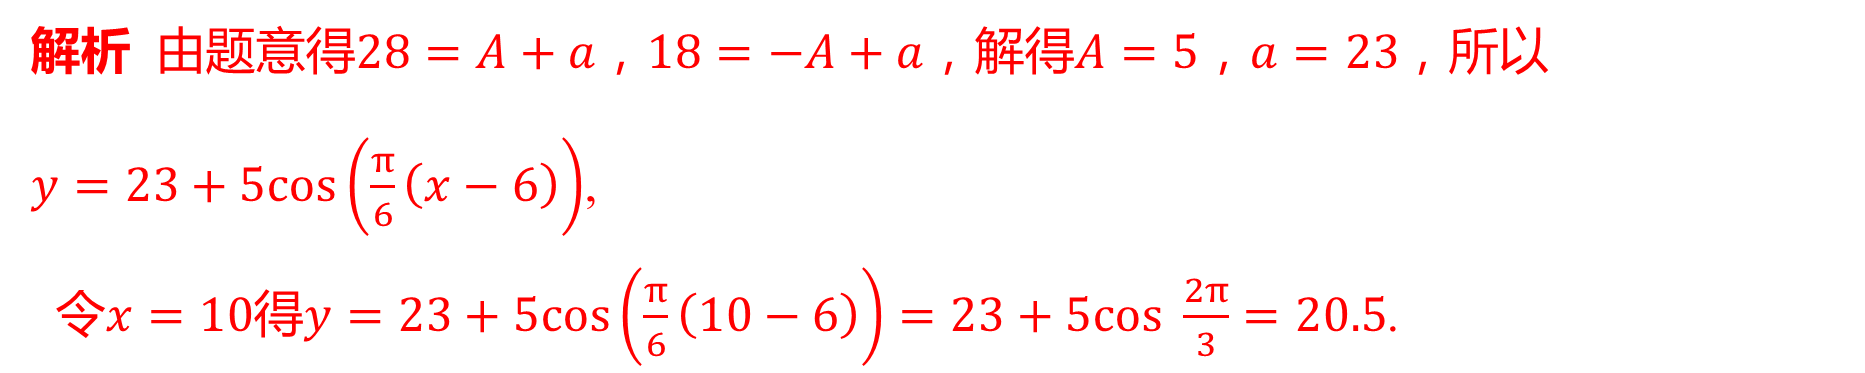 解析 由题意得28 = A + a，18 = −A + a，解得A = 5，a = 23，所以
y = 23 + 5cos(π/6 (x − 6)),
令x = 10得y = 23 + 5cos(π/6 (10 − 6)) = 23 + 5cos 2π/3 = 20.5.